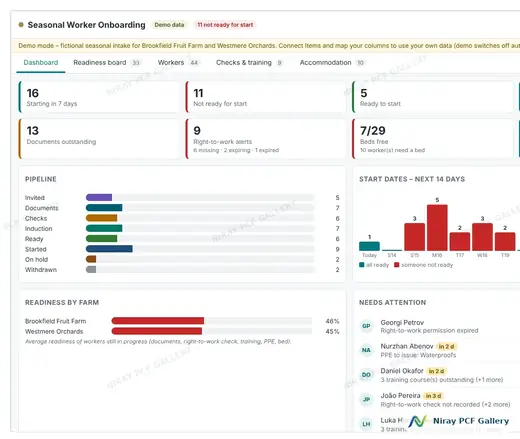 Seasonal Worker Onboarding Demo data 11 not ready for start
Demo mode – fictional seasonal intake for Brookfield Fruit Farm and Westmere Orchards. Connect Items and map your columns to use your own data (demo switches off aut
Dashboard Readiness board 33 Workers 44 Checks & training 9 Accommodation 10
16
Starting in 7 days
11
Not ready for start
5
Ready to start
13
Documents outstanding
9
Right-to-work alerts
6 missing · 2 expiring · 1 expired
7/29
Beds free
10 worker(s) need a bed
PIPELINE
Invited 5
Documents 7
Checks 6
Induction 7
Ready 6
Started 9
On hold 2
Withdrawn 2
START DATES – NEXT 14 DAYS
1 3 5 2 3 2
Today S14 S15 M16 T17 W18 T19
all ready someone not ready
READINESS BY FARM
Brookfield Fruit Farm 46%
Westmere Orchards 45%
Average readiness of workers still in progress (documents, right-to-work check, training, PPE, bed).
NEEDS ATTENTION
GP Georgi Petrov
Right-to-work permission expired
NA Nurzhan Abenov in 2 d
PPE to issue: Waterproofs
DO Daniel Okafor in 2 d
3 training course(s) outstanding (+1 more)
JP João Pereira in 3 d
Right-to-work check not recorded (+2 more)
LH Luka H
3 trainin
Niray PCF Gallery
NIRAY PCF GALLERY